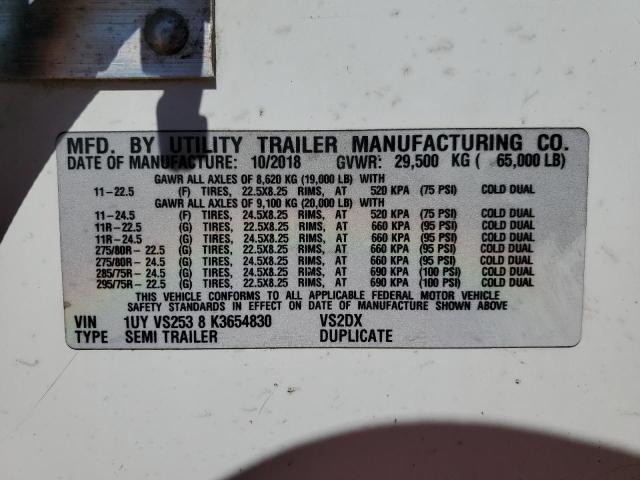 MFD. BY UTILITY TRAILER MANUFACTURING CO.
DATE OF MANUFACTURE: 10/2018 GVWR: 29,500 KG ( 65,000 LB)
GAWR ALL AXLES OF 8,620 KG (19,000 LB) AT
11-22.5 (F) TIRES, 22.5X8.25 RIMS, AT 520 KPA (75 PSI) COLD DUAL
GAWR ALL AXLES OF 9,100 KG (20,000 LB) AT
11-24.5 (F) TIRES, 24.5X8.25 RIMS, AT 520 KPA (75 PSI) COLD DUAL
11R-22.5 (G) TIRES, 22.5X8.25 RIMS, AT 660 KPA (95 PSI) COLD DUAL
11R-24.5 (G) TIRES, 24.5X8.25 RIMS, AT 660 KPA (95 PSI) COLD DUAL
275/80R-22.5 (G) TIRES, 22.5X8.25 RIMS, AT 660 KPA (95 PSI) COLD DUAL
275/80R-24.5 (G) TIRES, 24.5X8.25 RIMS, AT 660 KPA (95 PSI) COLD DUAL
285/75R-24.5 (G) TIRES, 24.5X8.25 RIMS, AT 690 KPA (100 PSI) COLD DUAL
295/75R-22.5 (G) TIRES, 22.5X8.25 RIMS, AT 690 KPA (100 PSI) COLD DUAL
THIS VEHICLE CONFORMS TO ALL APPLICABLE FEDERAL MOTOR VEHICLE
SAFETY STANDARDS IN EFFECT ON DATE OF MANUFACTURE SHOWN ABOVE
VIN 1UY VS253 8 K3654830 VS2DX
TYPE SEMI TRAILER DUPLICATE